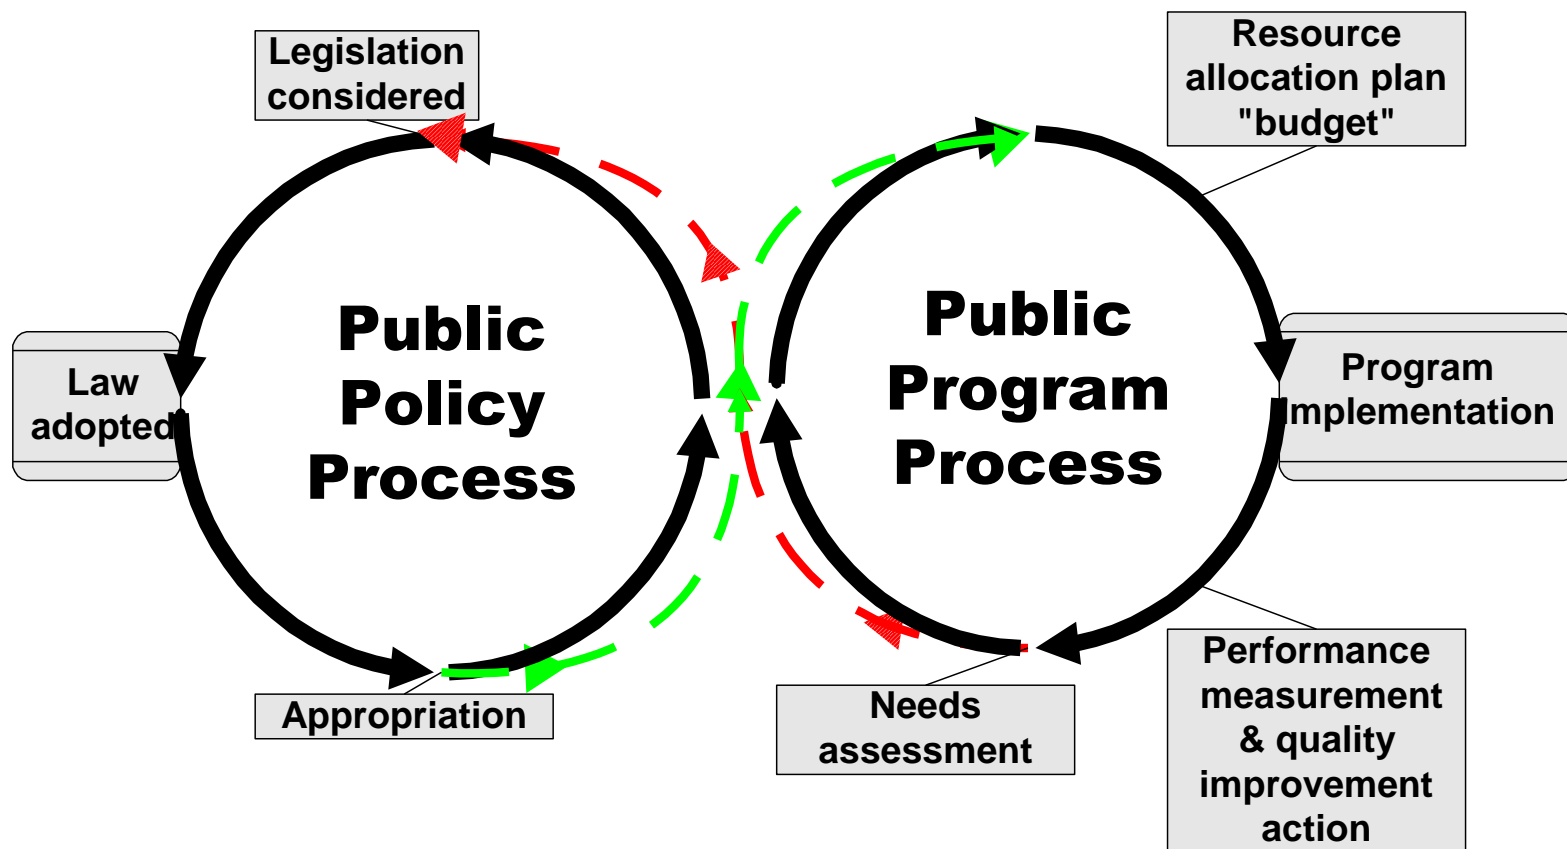 Legislation
considered
Resource
allocation plan
"budget"
Public
Policy
Process
Public
Program
Process
Law
adopted
Program
Implementation
Appropriation
Needs
assessment
Performance
measurement
& quality
improvement
action